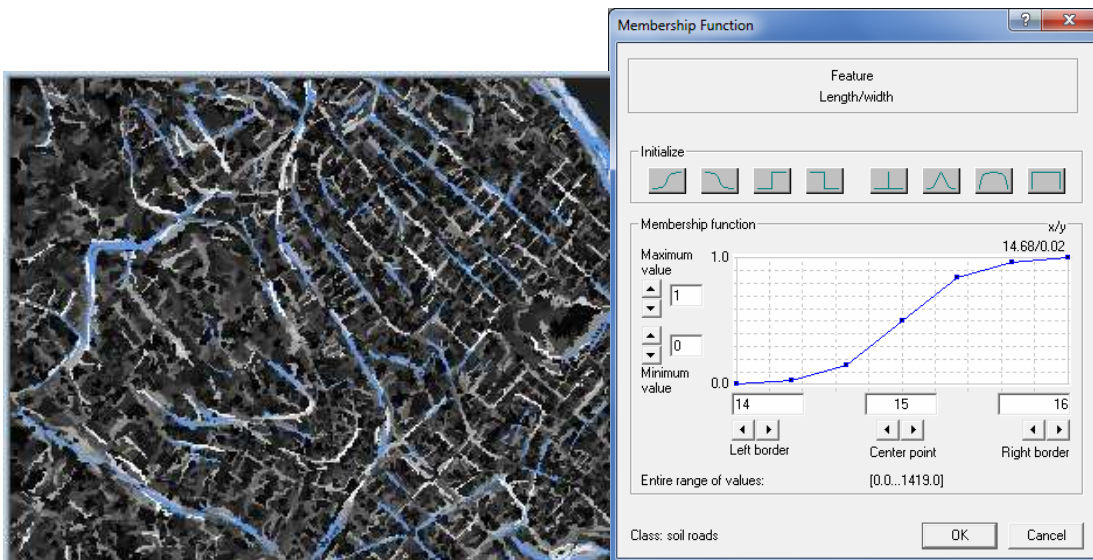 Membership Function
?
Feature
Length/width
Initialize
Membership function
x/y
14.68/0.02
Maximum
value
1
0
Minimum
value
1.0
0.0
14
15
16
Left border
Center point
Right border
Entire range of values:
[0.0...1419.0]
Class: soil roads
OK
Cancel